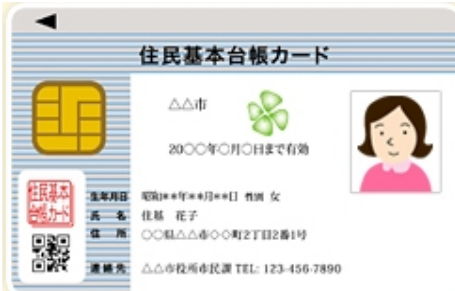 住民基本台帳カード
△△市
20○○年○月○日まで有効
生年月日 昭和**年**月**日 性別 女
氏 名 住基 花子
住 所 ○○県△△市○○町2丁目2番1号
連絡先 △△市役所市民課 TEL: 123-456-7890
住民基本
台帳カード